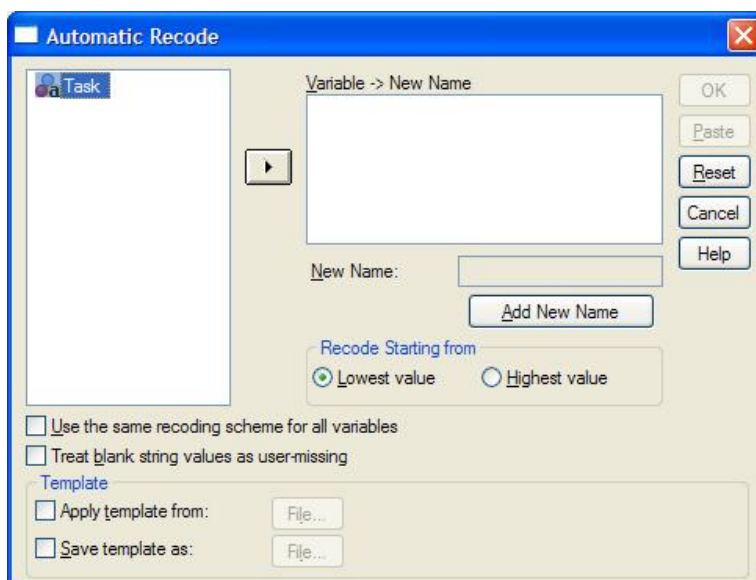 Automatic Recode
Task
Variable -> New Name
OK
Paste
Reset
Cancel
Help
New Name:
Add New Name
Recode Starting from
Lowest value
Highest value
Use the same recoding scheme for all variables
Treat blank string values as user-missing
Template
Apply template from:
File...
Save template as:
File...